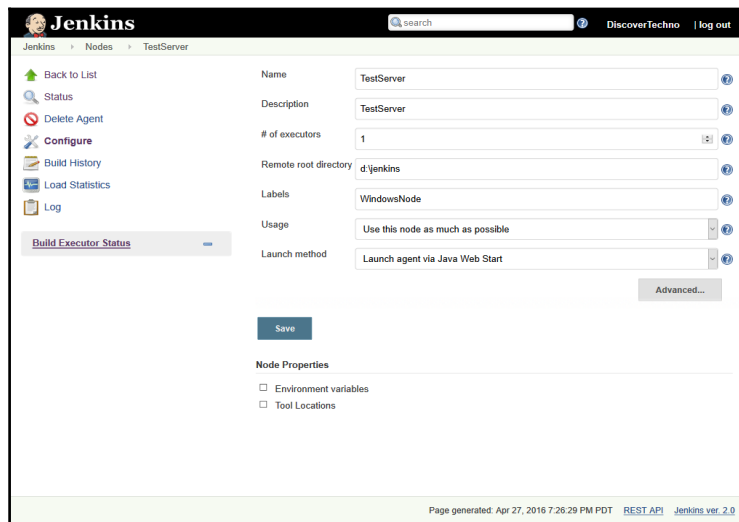 Jenkins
search
DiscoverTechno | log out
Jenkins Nodes TestServer
Back to List
Status
Delete Agent
Configure
Build History
Load Statistics
Log
Build Executor Status
Name TestServer
Description TestServer
# of executors 1
Remote root directory d:\jenkins
Labels WindowsNode
Usage Use this node as much as possible
Launch method Launch agent via Java Web Start
Advanced...
Save
Node Properties
Environment variables
Tool Locations
Page generated: Apr 27, 2016 7:26:29 PM PDT REST API Jenkins ver. 2.0